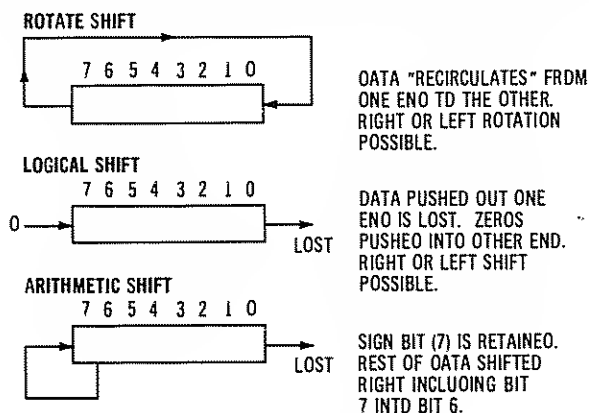 ROTATE SHIFT
7 6 5 4 3 2 1 0
OATA "RECIRCULATES" FRDM
ONE ENO TD THE OTHER.
RIGHT OR LEFT ROTATION
POSSIBLE.
LOGICAL SHIFT
7 6 5 4 3 2 1 0
0
LOST
DATA PUSHED OUT ONE
ENO IS LOST. ZEROS
PUSHEO INTO OTHER END.
RIGHT OR LEFT SHIFT
POSSIBLE.
ARITHMETIC SHIFT
7 6 5 4 3 2 1 0
LOST
SIGN BIT (7) IS RETAINEO.
REST OF OATA SHIFTED
RIGHT INCLUOING BIT
7 INTD BIT 6.